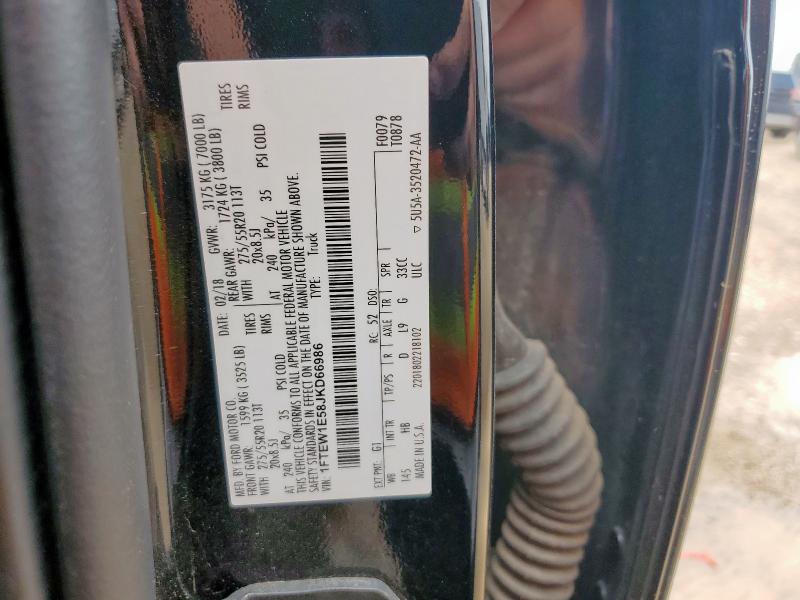 MFD. BY FORD MOTOR CO. DATE: 02/18 GVWR: 3175 KG ( 7000 LB)
FRONT GAWR: 1599 KG ( 3525 LB) REAR GAWR: 1724 KG ( 3800 LB)
WITH 275/55R20 113T TIRES WITH 275/55R20 113T TIRES
20x8.5J RIMS 20x8.5J RIMS
AT 240 kPa/ 35 PSI COLD AT 240 kPa/ 35 PSI COLD
THIS VEHICLE CONFORMS TO ALL APPLICABLE FEDERAL MOTOR VEHICLE
SAFETY STANDARDS IN EFFECT ON THE DATE OF MANUFACTURE SHOWN ABOVE.
VIN: 1FTEW1E58JKD66986 TYPE: Truck
F0079
T0878
EXT PNT: G1 RC: 52 DSO:
WB INT TR TP/PS R AXLE TR SPR
145 HB D L9 G 33CC
MADE IN U.S.A. 2201802218102 ULC ▽ 5U5A-3520472-AA